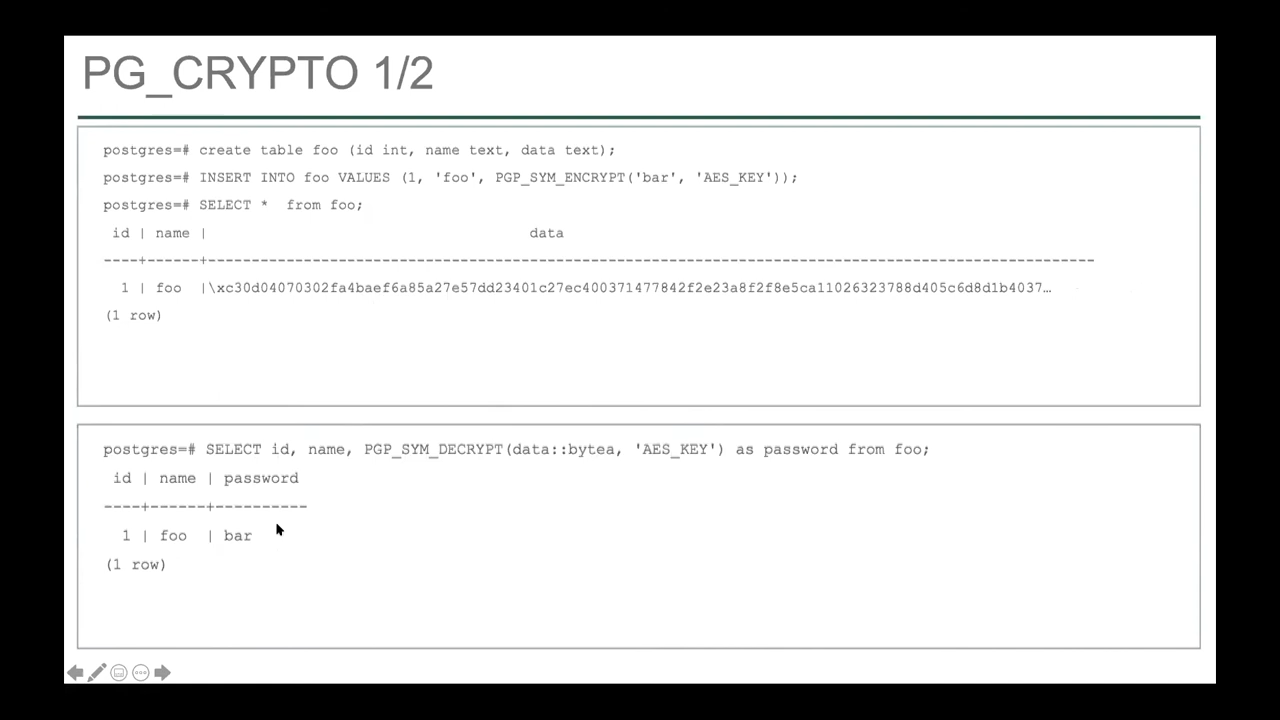 PG_CRYPTO 1/2
postgres=# create table foo (id int, name text, data text);
postgres=# INSERT INTO foo VALUES (1, 'foo', PGP_SYM_ENCRYPT('bar', 'AES_KEY'));
postgres=# SELECT *  from foo;
 id | name |                                   data
----+------+----------------------------------------------------------------------------------------------------
  1 | foo  |\xc30d04070302fa4baef6a85a27e57dd23401c27ec400371477842f2e23a8f2f8e5ca11026323788d405c6d8d1b4037…
(1 row)
postgres=# SELECT id, name, PGP_SYM_DECRYPT(data::bytea, 'AES_KEY') as password from foo;
 id | name | password
----+------+----------
  1 | foo  | bar
(1 row)